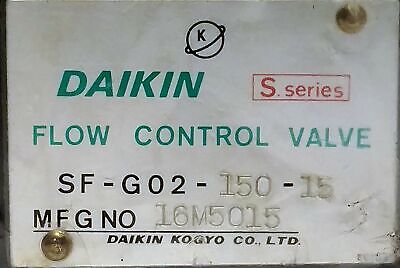 K
DAIKIN S. series
FLOW CONTROL VALVE
SF-G02-150-15
MFG NO 16M5015
DAIKIN KOGYO CO., LTD.